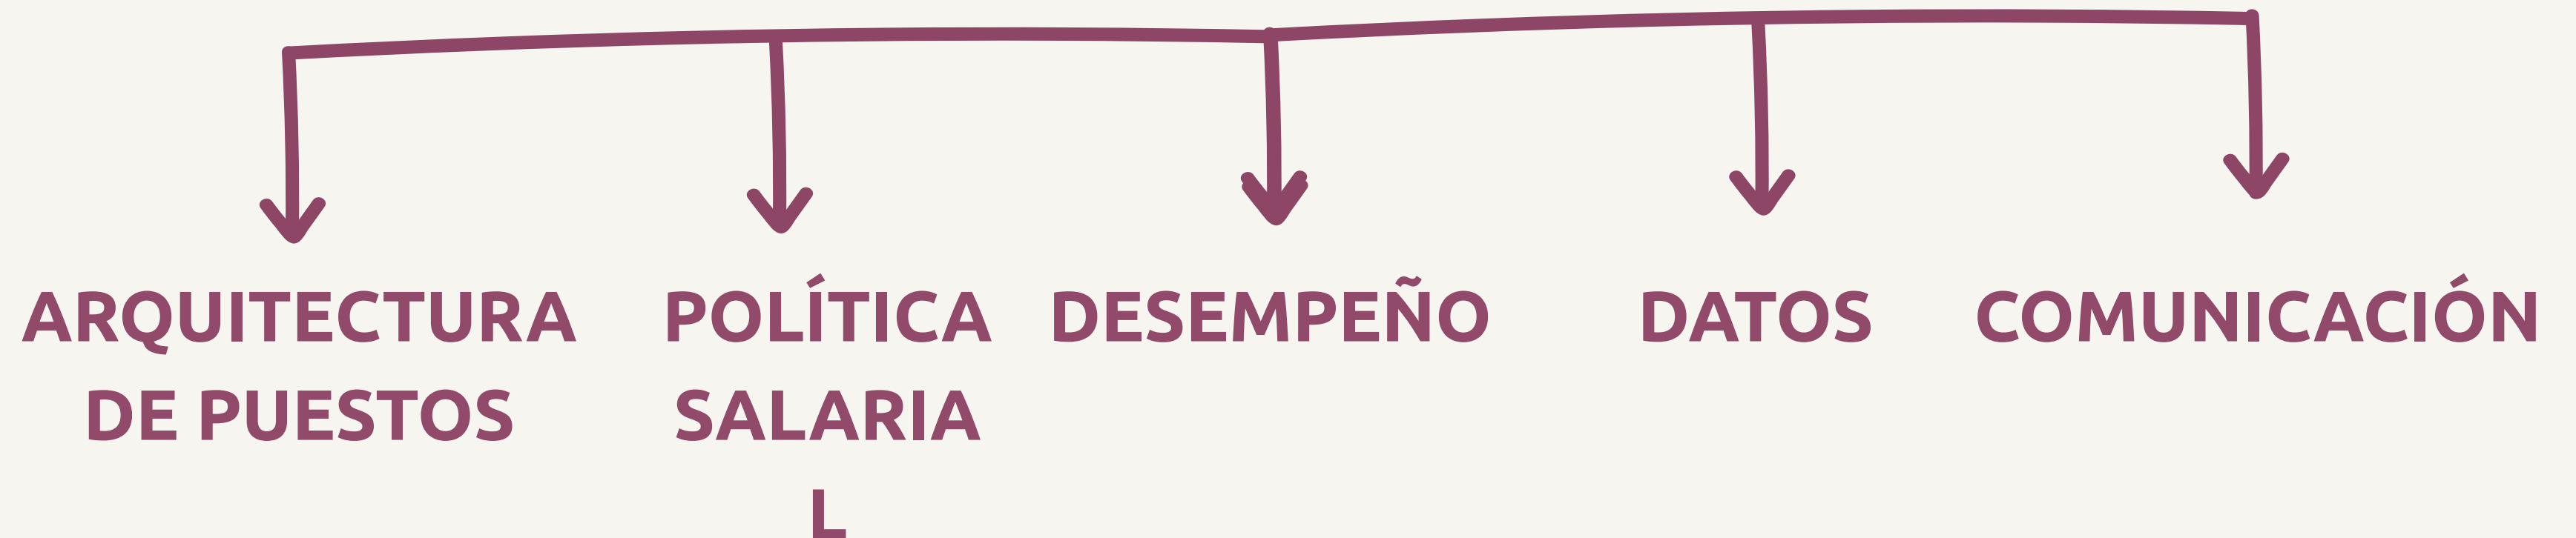 ARQUITECTURA
DE PUESTOS
POLÍTICA
SALARIA
L
DESEMPEÑO
DATOS
COMUNICACIÓN